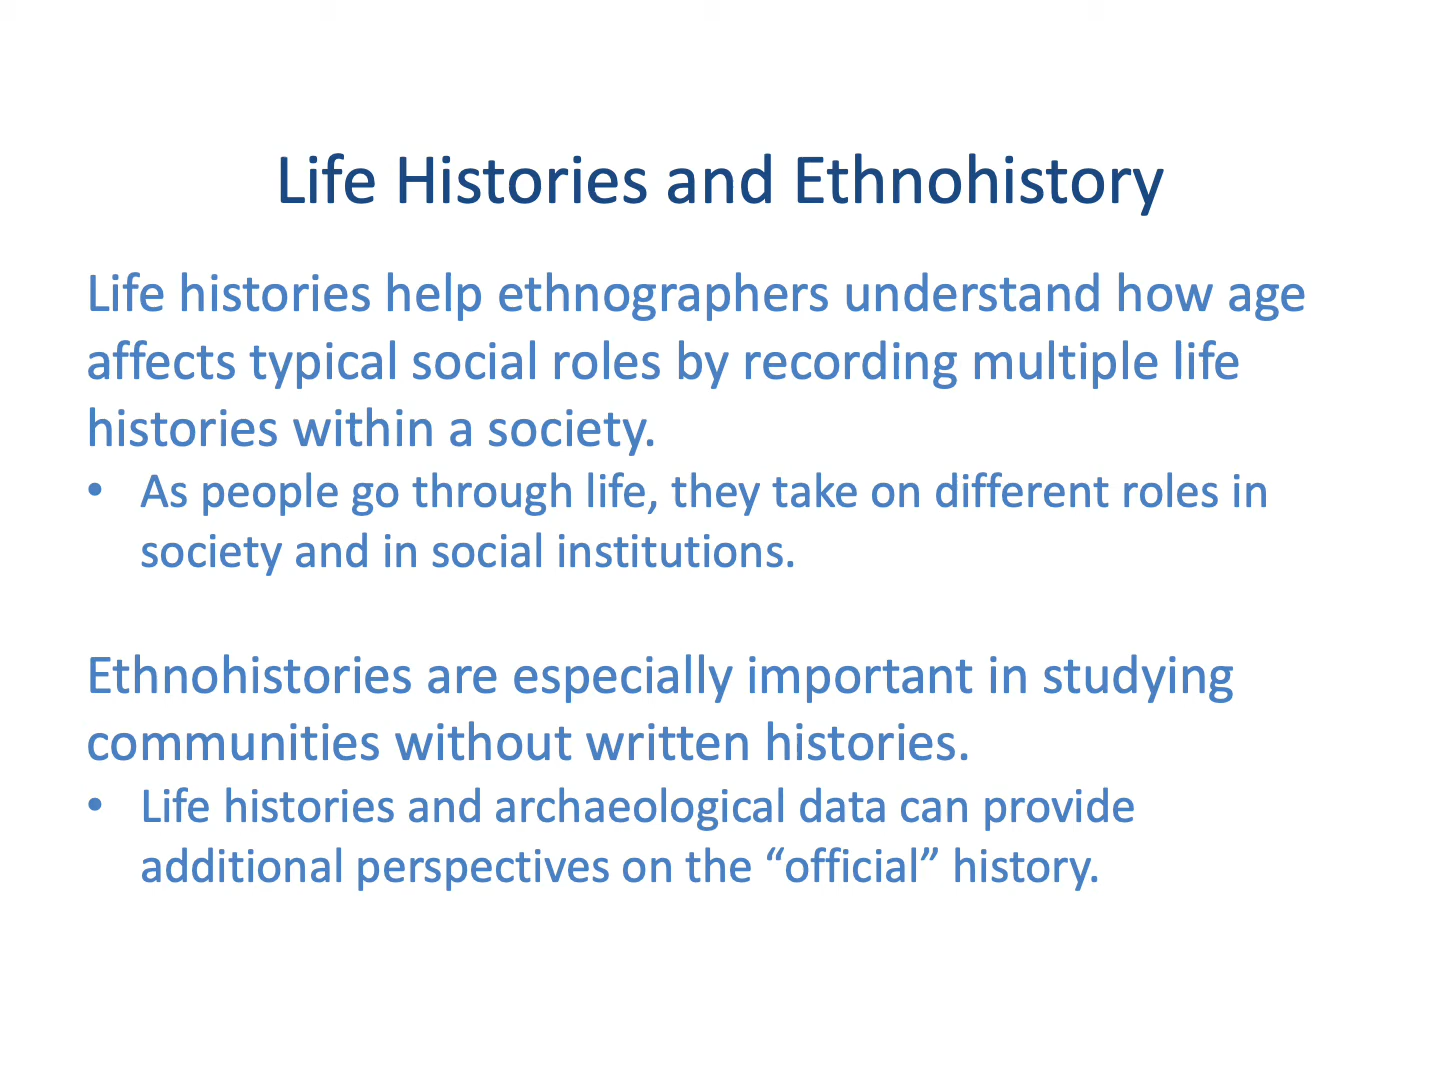 Life Histories and Ethnohistory
Life histories help ethnographers understand how age
affects typical social roles by recording multiple life
histories within a society.
• As people go through life, they take on different roles in
society and in social institutions.
Ethnohistories are especially important in studying
communities without written histories.
• Life histories and archaeological data can provide
additional perspectives on the “official” history.